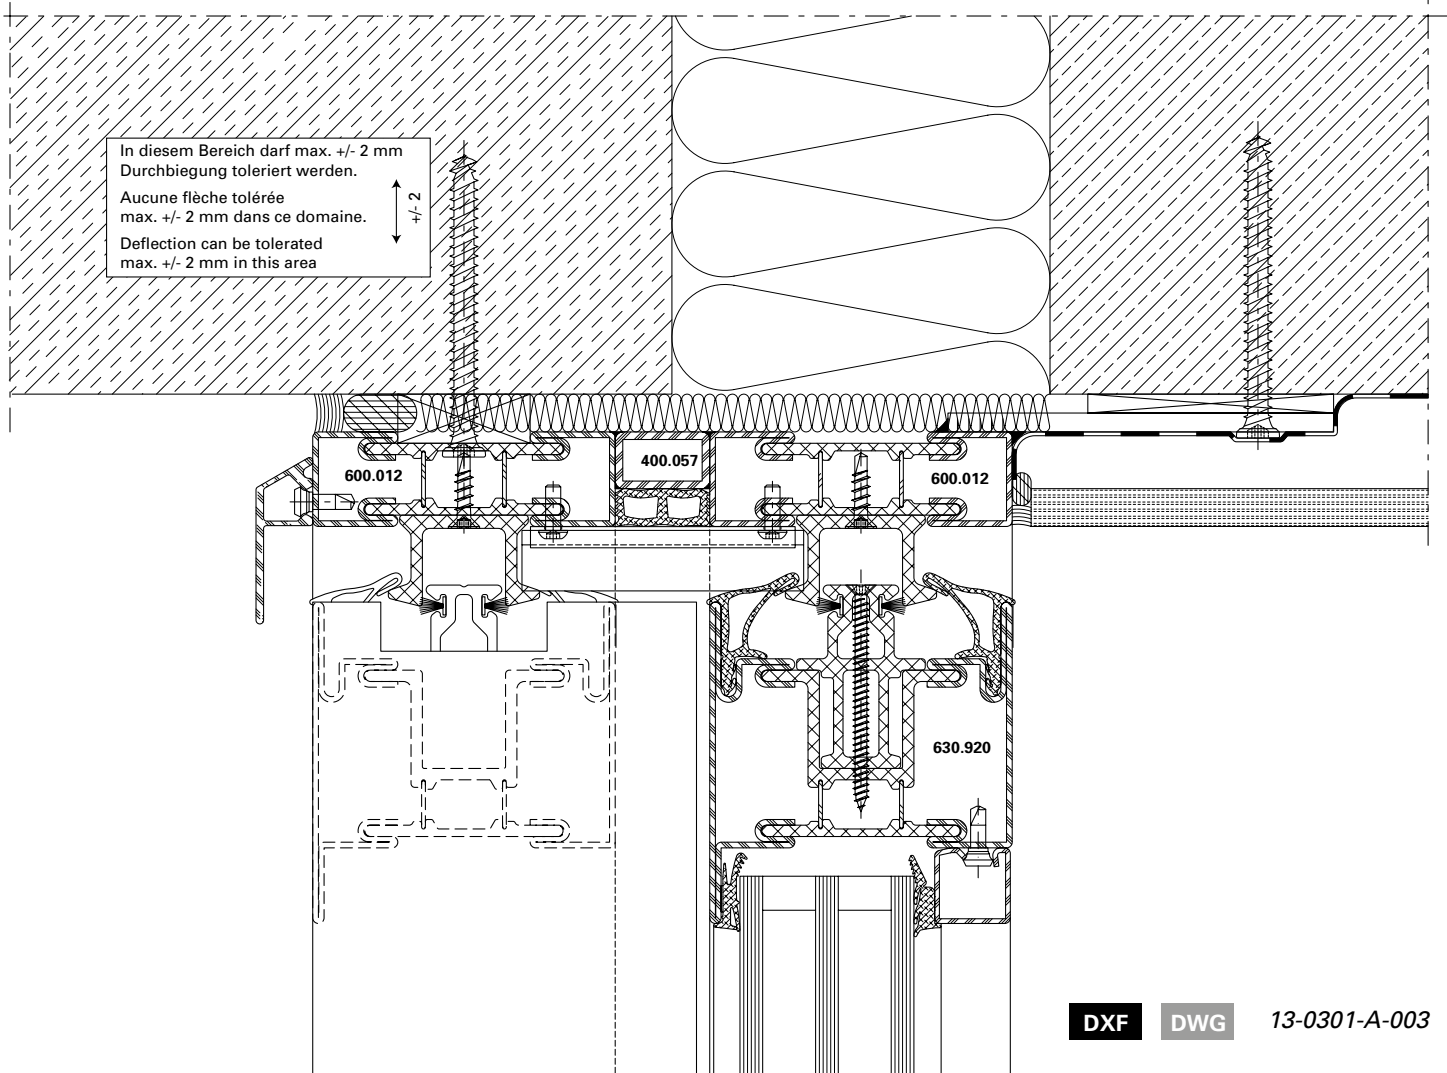 In diesem Bereich darf max. +/- 2 mm
Durchbiegung toleriert werden.
Aucune flèche tolérée
max. +/- 2 mm dans ce domaine.
Deflection can be tolerated
max. +/- 2 mm in this area
+/- 2
600.012
400.057
600.012
630.920
DXF
DWG
13-0301-A-003